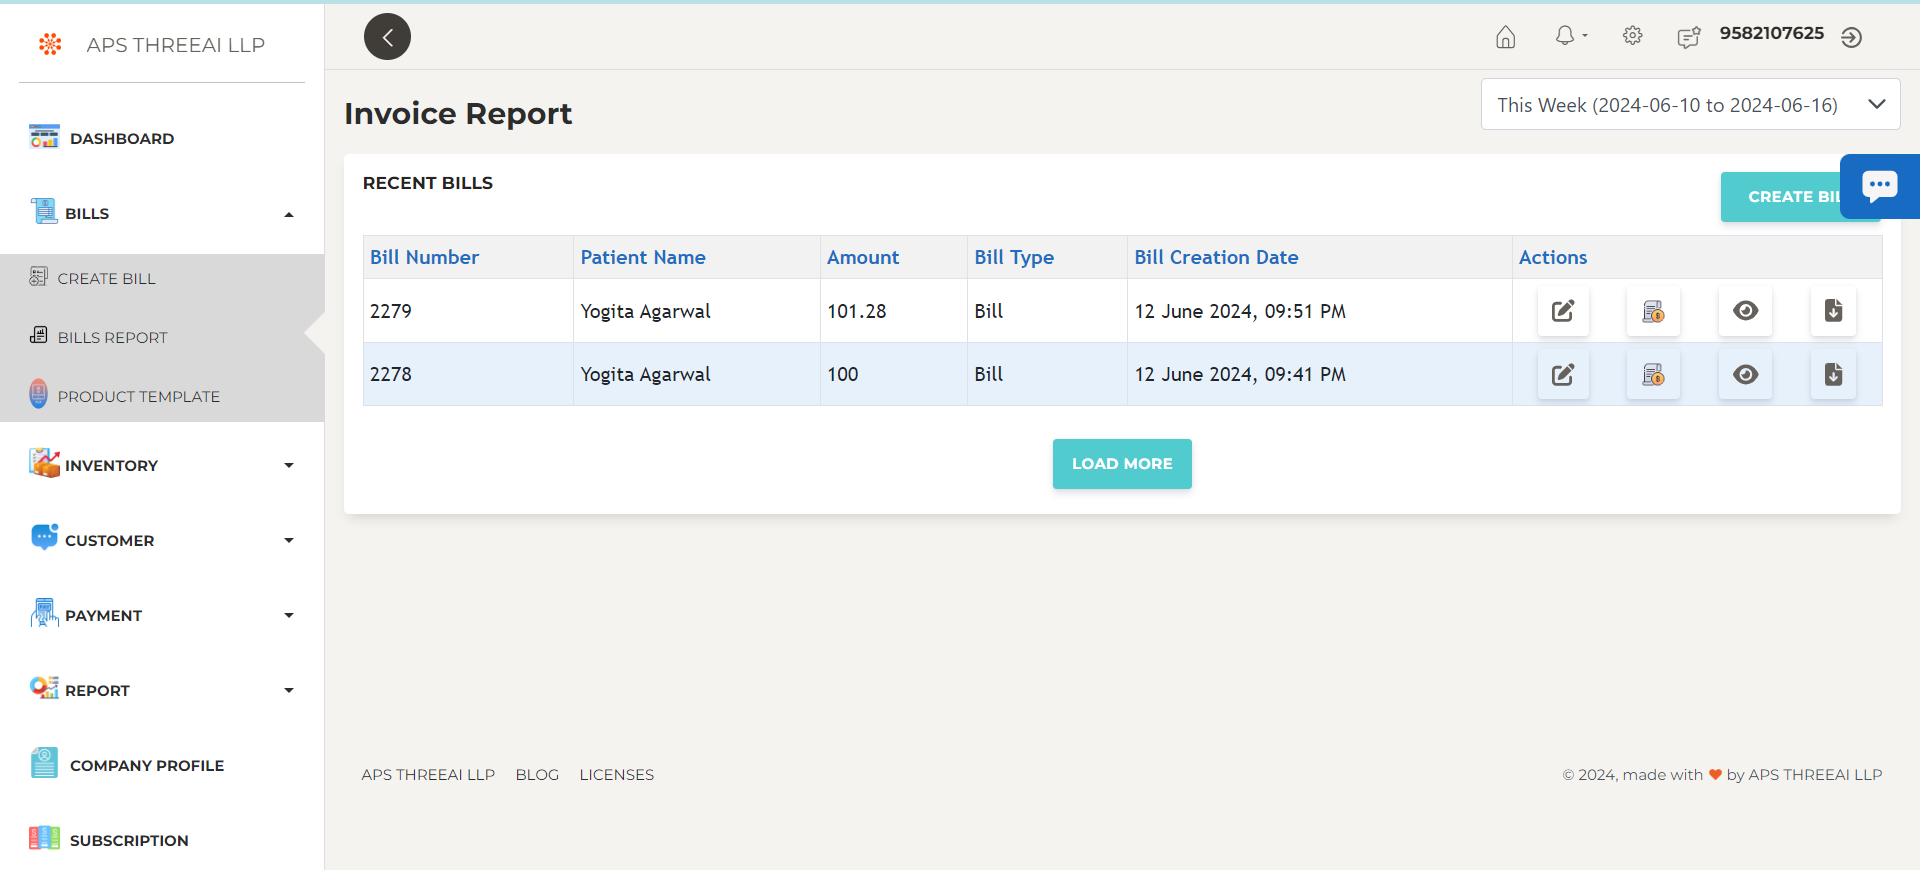 APS THREEAI LLP
9582107625
DASHBOARD
BILLS
CREATE BILL
BILLS REPORT
PRODUCT TEMPLATE
INVENTORY
CUSTOMER
PAYMENT
REPORT
COMPANY PROFILE
SUBSCRIPTION
Invoice Report
This Week (2024-06-10 to 2024-06-16)
RECENT BILLS
CREATE
Bill Number Patient Name Amount Bill Type Bill Creation Date Actions
2279 Yogita Agarwal 101.28 Bill 12 June 2024, 09:51 PM
2278 Yogita Agarwal 100 Bill 12 June 2024, 09:41 PM
LOAD MORE
APS THREEAI LLP BLOG LICENSES
© 2024, made with ♥ by APS THREEAI LLP